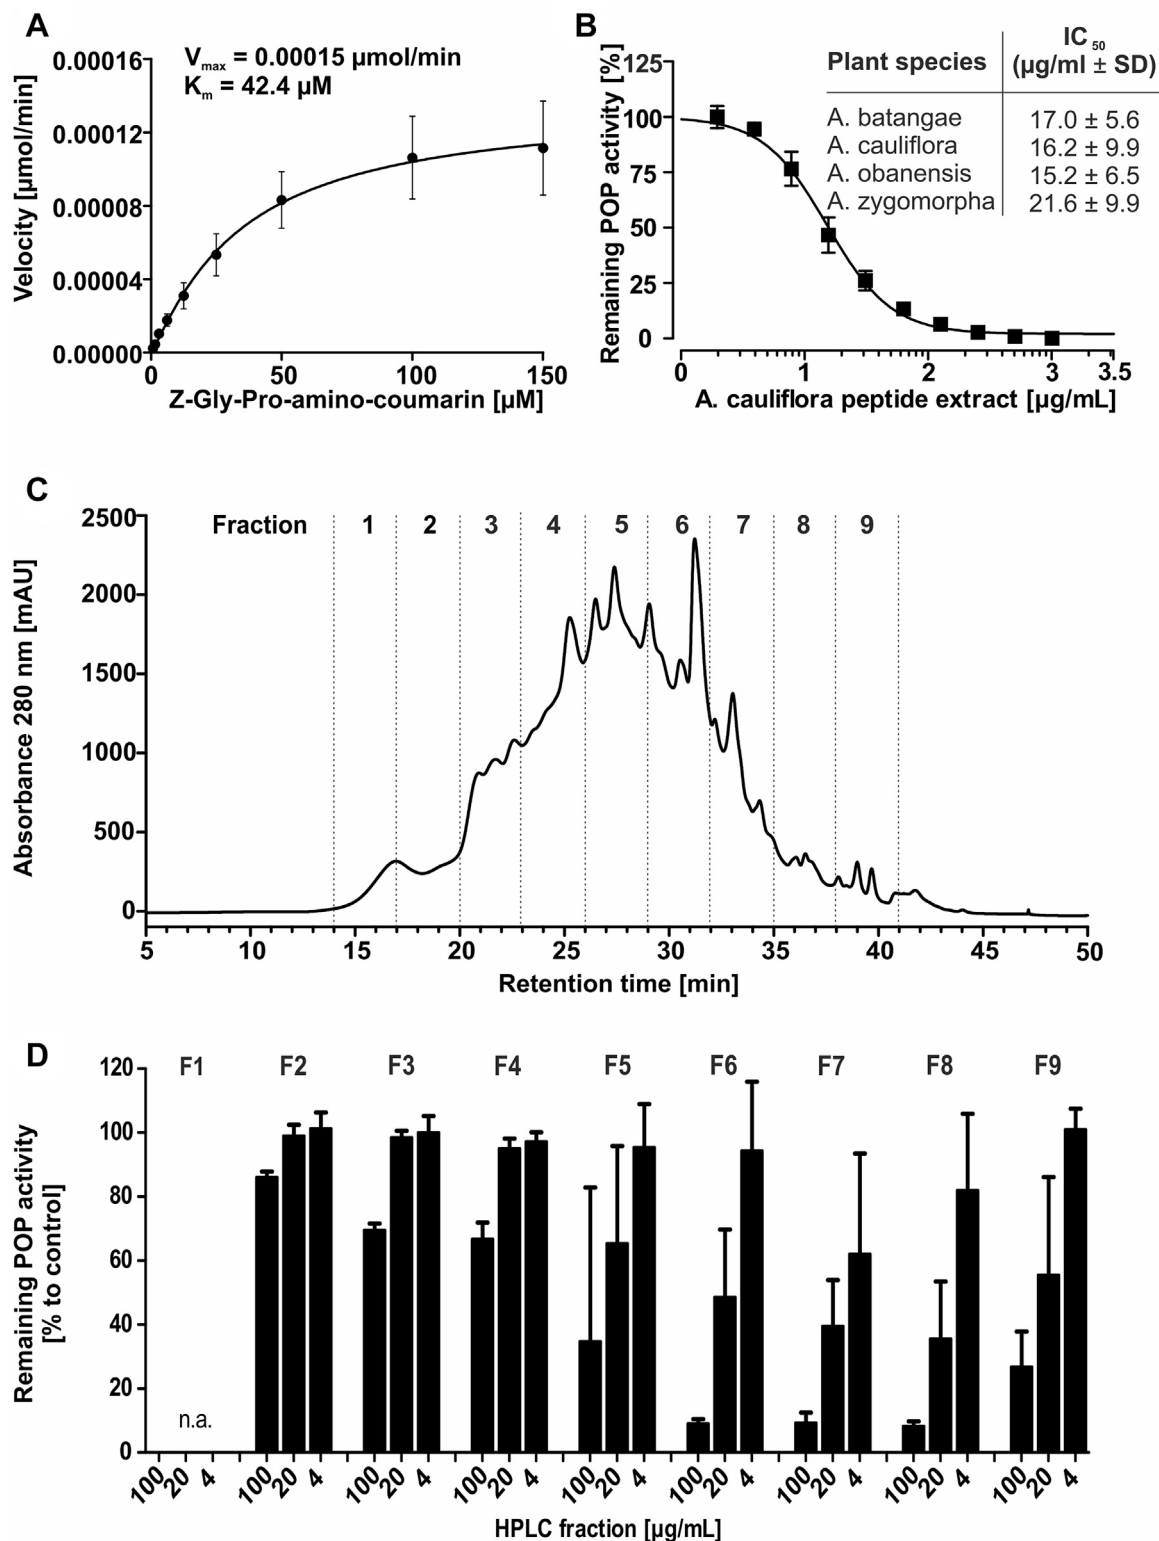 A
V max = 0.00015 µmol/min
K m = 42.4 µM
Velocity [µmol/min]
0.00016
0.00012
0.00008
0.00004
0.00000
0 50 100 150
Z-Gly-Pro-amino-coumarin [µM]
B
Remaining POP activity [%]
125
100
75
50
25
0
0 1 2 3 3.5
A. cauliflora peptide extract [µg/mL]
Plant species IC 50 (µg/ml ± SD)
A. batangae 17.0 ± 5.6
A. cauliflora 16.2 ± 9.9
A. obanensis 15.2 ± 6.5
A. zygomorpha 21.6 ± 9.9
C
Absorbance 280 nm [mAU]
2500
2000
1500
1000
500
0
Fraction 1 2 3 4 5 6 7 8 9
5 10 15 20 25 30 35 40 45 50
Retention time [min]
D
Remaining POP activity
[% to control]
120
100
80
60
40
20
0
F1 F2 F3 F4 F5 F6 F7 F8 F9
n.a.
100 20 4 100 20 4 100 20 4 100 20 4 100 20 4 100 20 4 100 20 4 100 20 4 100 20 4
HPLC fraction [µg/mL]